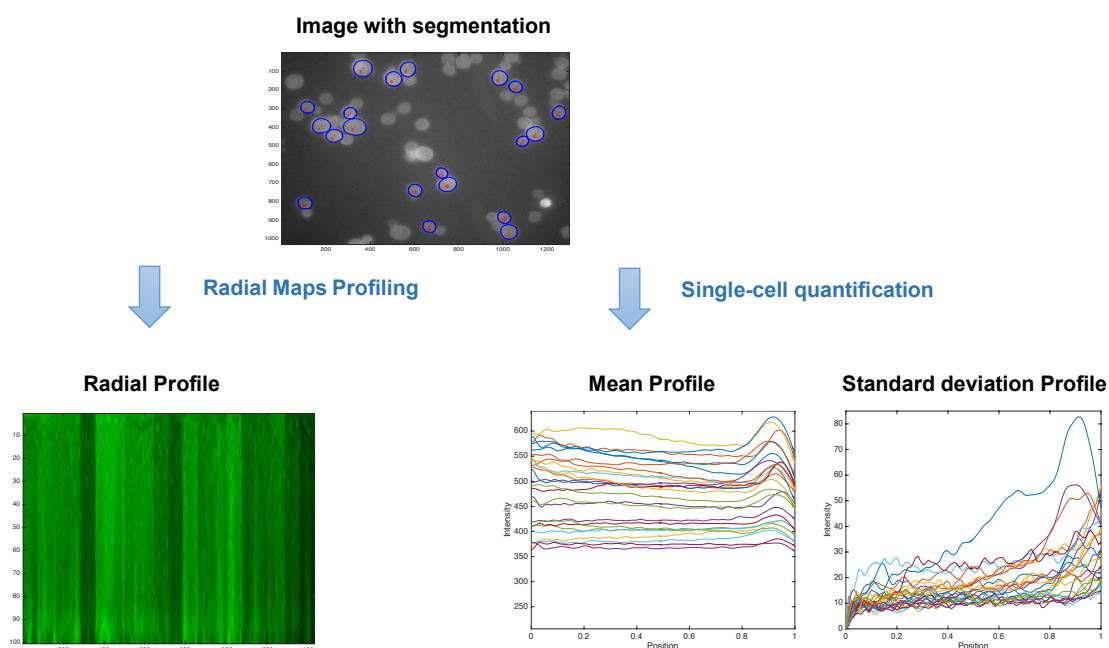 Image with segmentation
100
200
300
400
500
600
700
800
900
1000
200 400 600 800 1000 1200
Radial Maps Profiling
Single-cell quantification
Radial Profile
10
20
30
40
50
60
70
80
90
100
Mean Profile
600
550
500
450
400
350
300
250
Intensity
0 0.2 0.4 0.6 0.8 1
Position
Standard deviation Profile
80
70
60
50
40
30
20
10
0
Intensity
0 0.2 0.4 0.6 0.8 1
Position